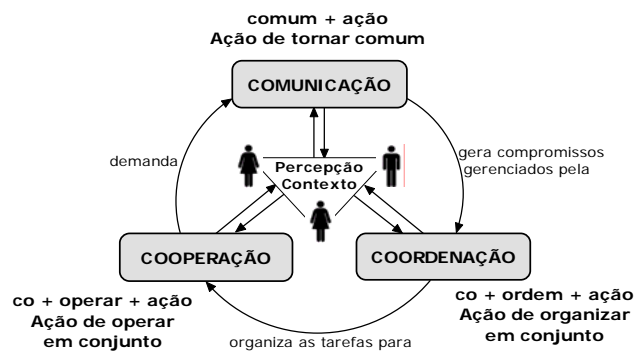 comum + ação
Ação de tornar comum
COMUNICAÇÃO
demanda
gera compromissos
gerenciados pela
Percepção
Contexto
COOPERAÇÃO
COORDENAÇÃO
co + operar + ação
Ação de operar
em conjunto
co + ordem + ação
Ação de organizar
em conjunto
organiza as tarefas para